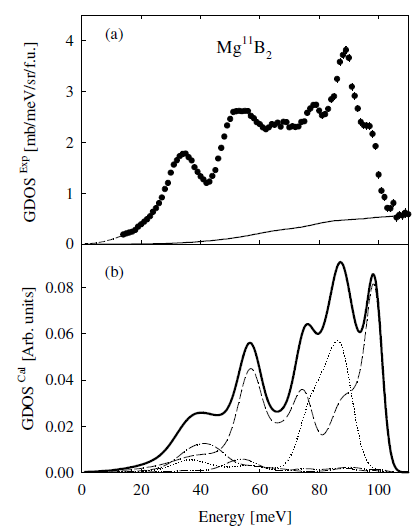 (a)
Mg¹¹B₂
4
3
2
1
0
GDOS ᴱˣᵖ [mb/meV/sr/f.u.]
(b)
0.08
0.06
0.04
0.02
0.00
GDOS ᶜᵃˡ [Arb. units]
0 20 40 60 80 100
Energy [meV]